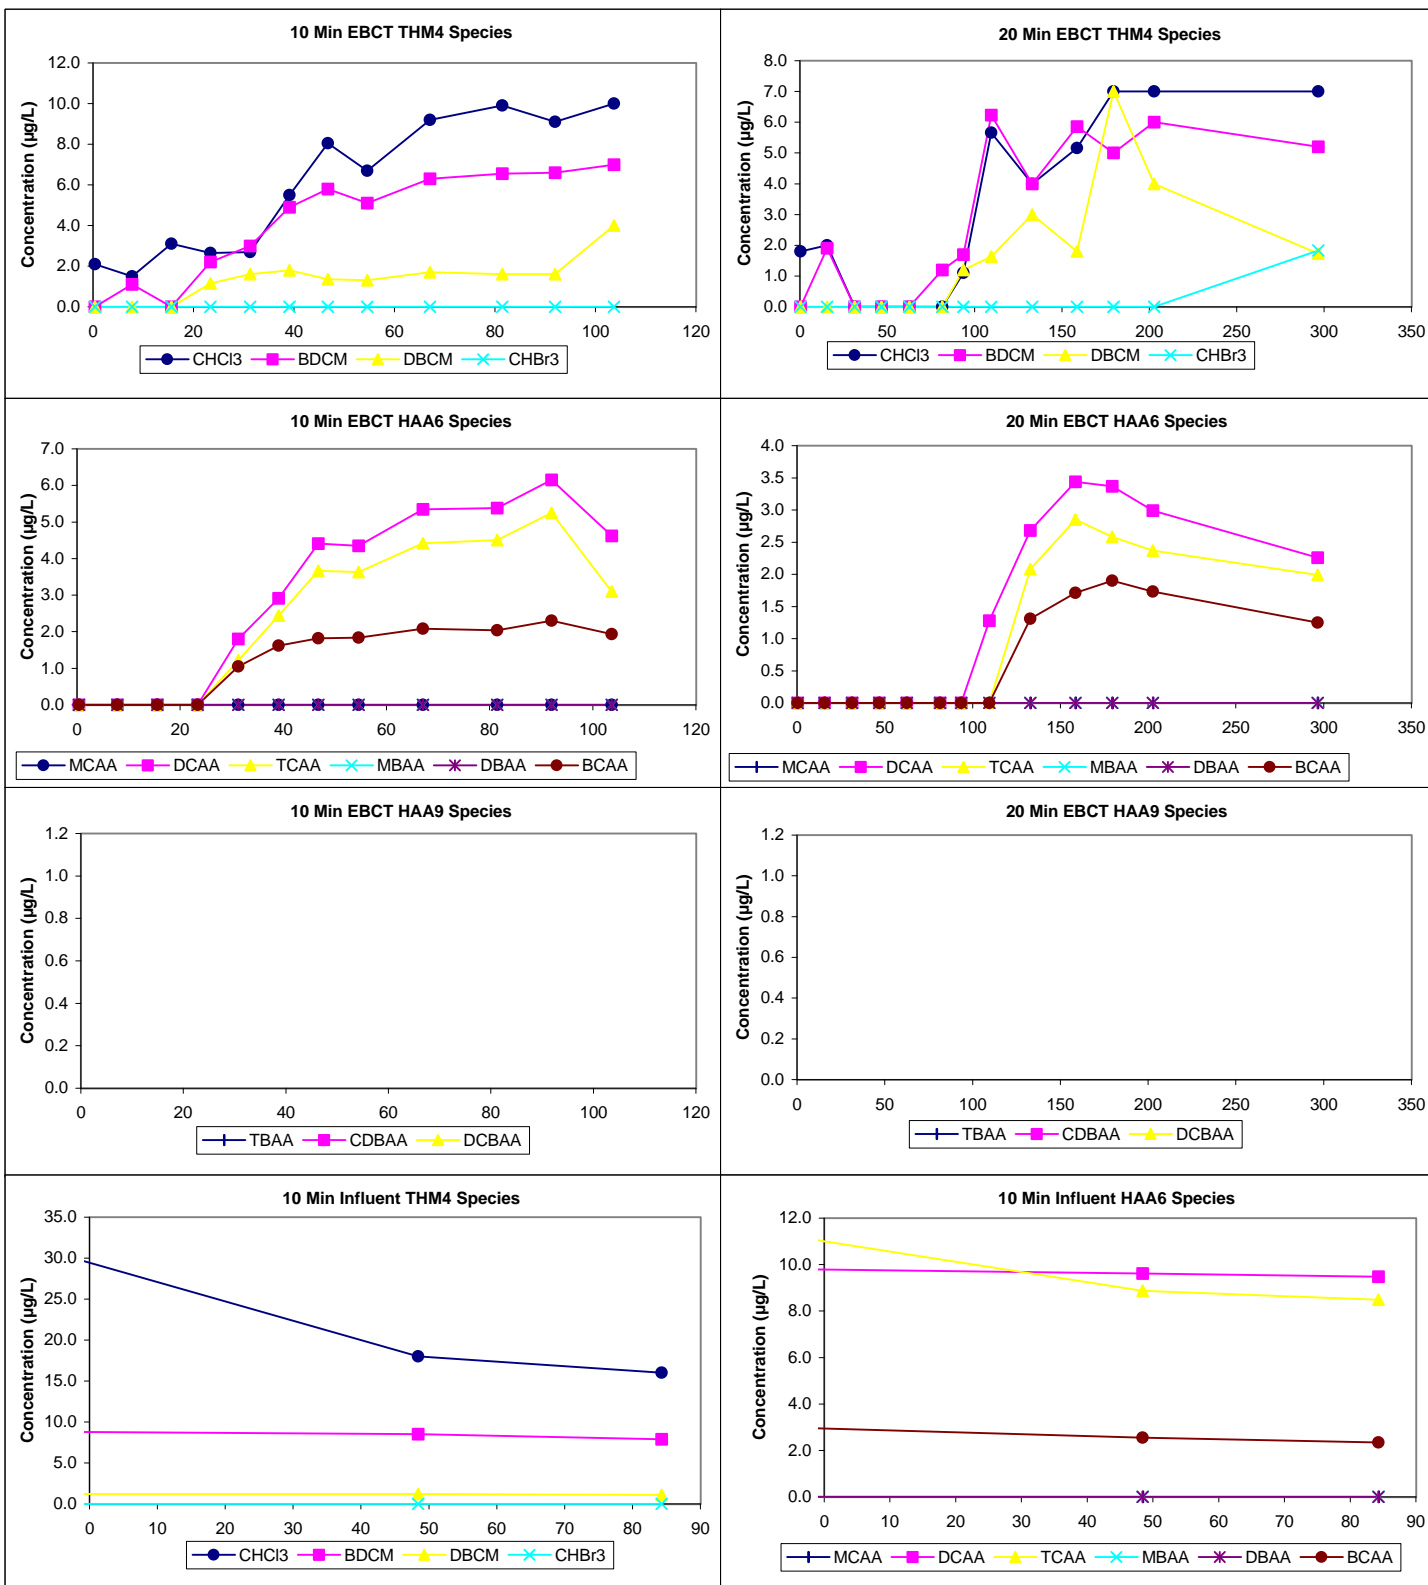 10 Min EBCT THM4 Species
Concentration (µg/L)
12.0
10.0
8.0
6.0
4.0
2.0
0.0
0 20 40 60 80 100 120
CHCl3 BDCM DBCM CHBr3
20 Min EBCT THM4 Species
Concentration (µg/L)
8.0
7.0
6.0
5.0
4.0
3.0
2.0
1.0
0.0
0 50 100 150 200 250 300 350
CHCl3 BDCM DBCM CHBr3
10 Min EBCT HAA6 Species
Concentration (µg/L)
7.0
6.0
5.0
4.0
3.0
2.0
1.0
0.0
0 20 40 60 80 100 120
MCAA DCAA TCAA MBAA DBAA BCAA
20 Min EBCT HAA6 Species
Concentration (µg/L)
4.0
3.5
3.0
2.5
2.0
1.5
1.0
0.5
0.0
0 50 100 150 200 250 300 350
MCAA DCAA TCAA MBAA DBAA BCAA
10 Min EBCT HAA9 Species
Concentration (µg/L)
1.2
1.0
0.8
0.6
0.4
0.2
0.0
0 20 40 60 80 100 120
TBAA CDBAA DCBAA
20 Min EBCT HAA9 Species
Concentration (µg/L)
1.2
1.0
0.8
0.6
0.4
0.2
0.0
0 50 100 150 200 250 300 350
TBAA CDBAA DCBAA
10 Min Influent THM4 Species
Concentration (µg/L)
35.0
30.0
25.0
20.0
15.0
10.0
5.0
0.0
0 10 20 30 40 50 60 70 80 90
CHCl3 BDCM DBCM CHBr3
10 Min Influent HAA6 Species
Concentration (µg/L)
12.0
10.0
8.0
6.0
4.0
2.0
0.0
0 10 20 30 40 50 60 70 80 90
MCAA DCAA TCAA MBAA DBAA BCAA